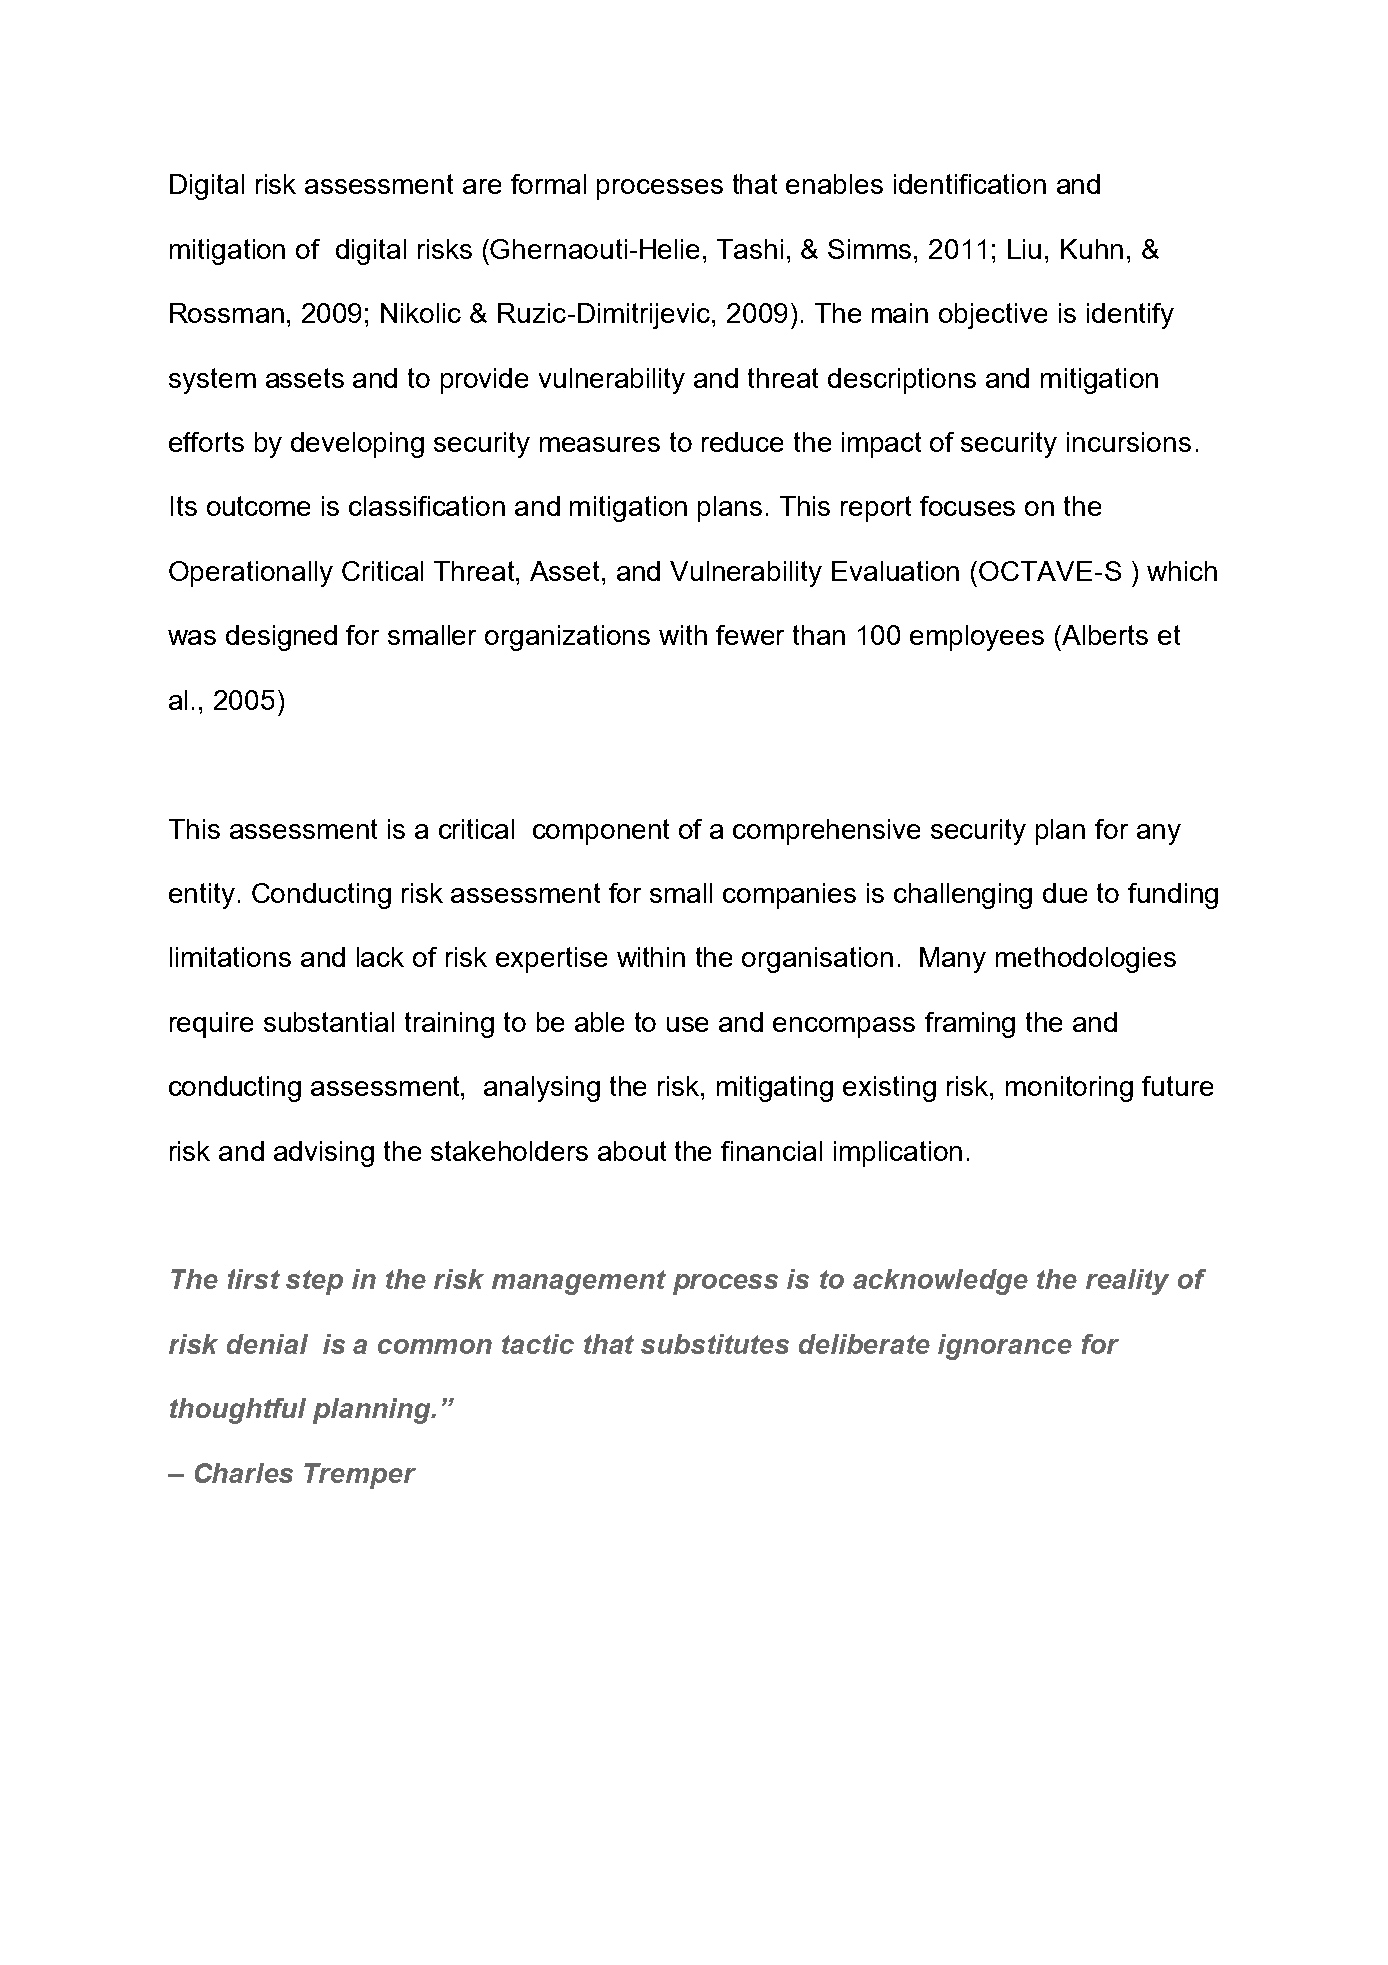 Digital risk assessment are formal processes that enables identification and
mitigation of  digital risks (Ghernaouti-Helie, Tashi, & Simms, 2011; Liu, Kuhn, &
Rossman, 2009; Nikolic & Ruzic-Dimitrijevic, 2009). The main objective is identify
system assets and to provide vulnerability and threat descriptions and mitigation
efforts by developing security measures to reduce the impact of security incursions.
Its outcome is classification and mitigation plans. This report focuses on the
Operationally Critical Threat, Asset, and Vulnerability Evaluation (OCTAVE-S ) which
was designed for smaller organizations with fewer than 100 employees (Alberts et
al., 2005)
This assessment is a critical  component of a comprehensive security plan for any
entity. Conducting risk assessment for small companies is challenging due to funding
limitations and lack of risk expertise within the organisation.  Many methodologies
require substantial training to be able to use and encompass framing the and
conducting assessment,  analysing the risk, mitigating existing risk, monitoring future
risk and advising the stakeholders about the financial implication.
The tirst step in the risk management process is to acknowledge the reality of
risk denial  is a common tactic that substitutes deliberate ignorance for
thoughtful planning.”
– Charles Tremper